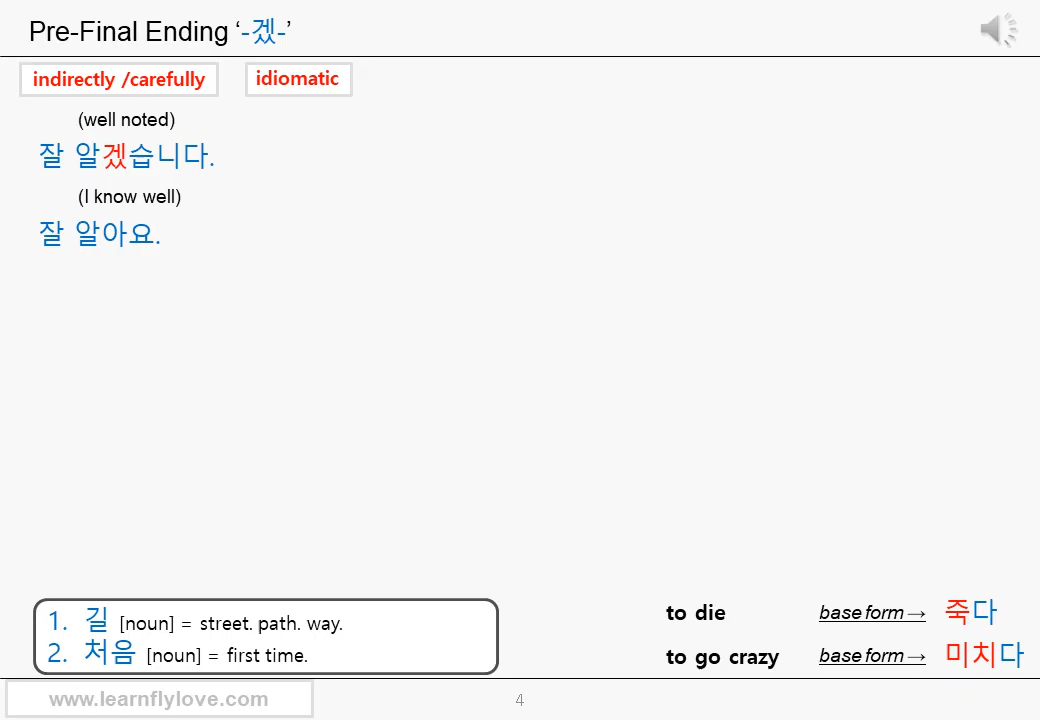 Pre-Final Ending ‘-겠-’
indirectly /carefully
idiomatic
(well noted)
잘 알겠습니다.
(I know well)
잘 알아요.
1. 길 [noun] = street. path. way.
2. 처음 [noun] = first time.
to die base form → 죽다
to go crazy base form → 미치다
www.learnflylove.com
4